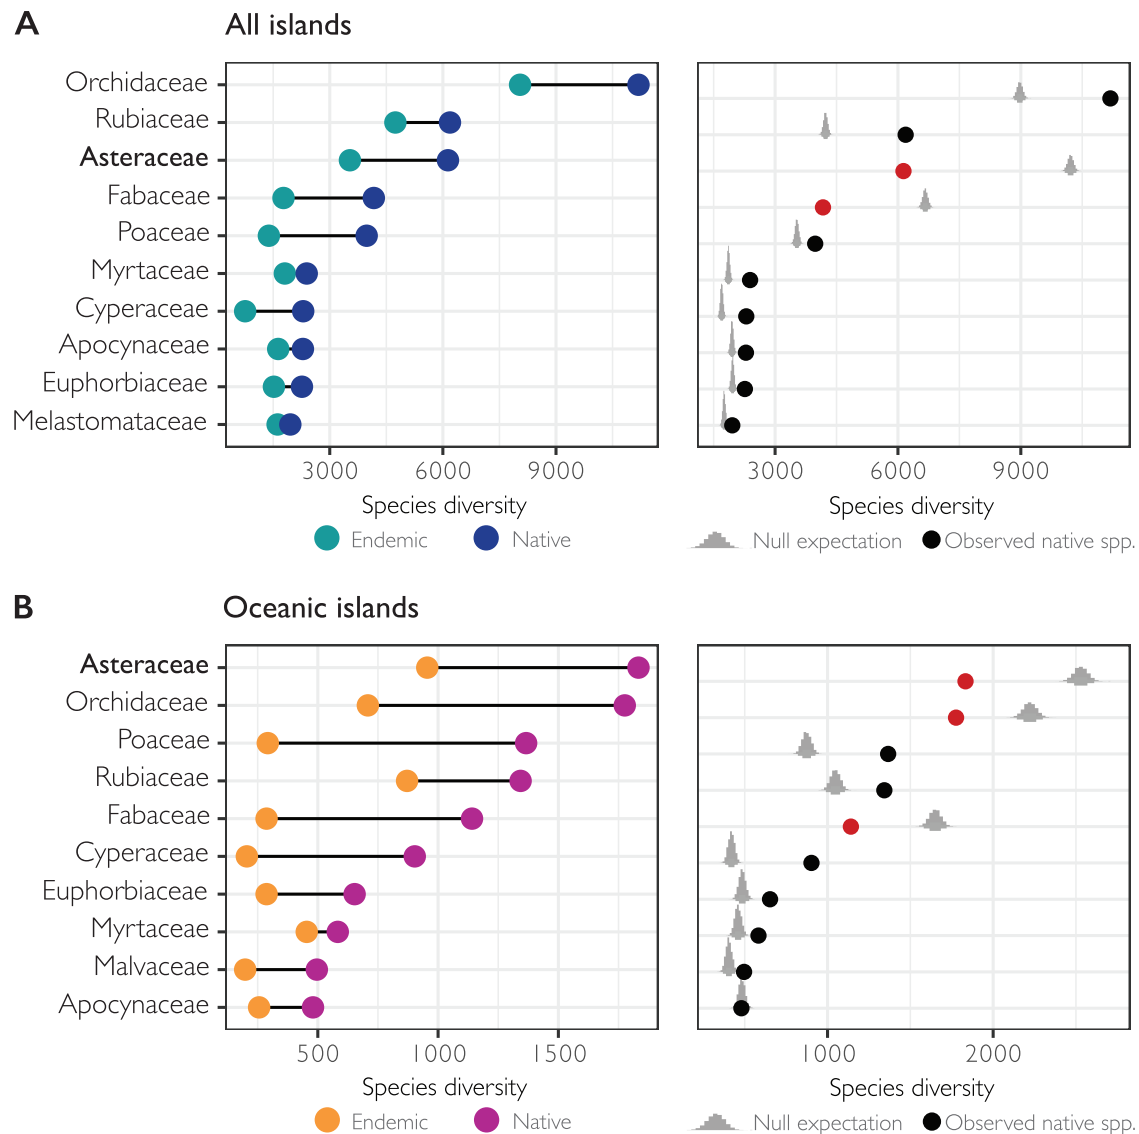 A
All islands
Orchidaceae
Rubiaceae
Asteraceae
Fabaceae
Poaceae
Myrtaceae
Cyperaceae
Apocynaceae
Euphorbiaceae
Melastomataceae
3000 6000 9000
Species diversity
Endemic Native
3000 6000 9000
Species diversity
Null expectation Observed native spp.
B
Oceanic islands
Asteraceae
Orchidaceae
Poaceae
Rubiaceae
Fabaceae
Cyperaceae
Euphorbiaceae
Myrtaceae
Malvaceae
Apocynaceae
500 1000 1500
Species diversity
Endemic Native
1000 2000
Species diversity
Null expectation Observed native spp.